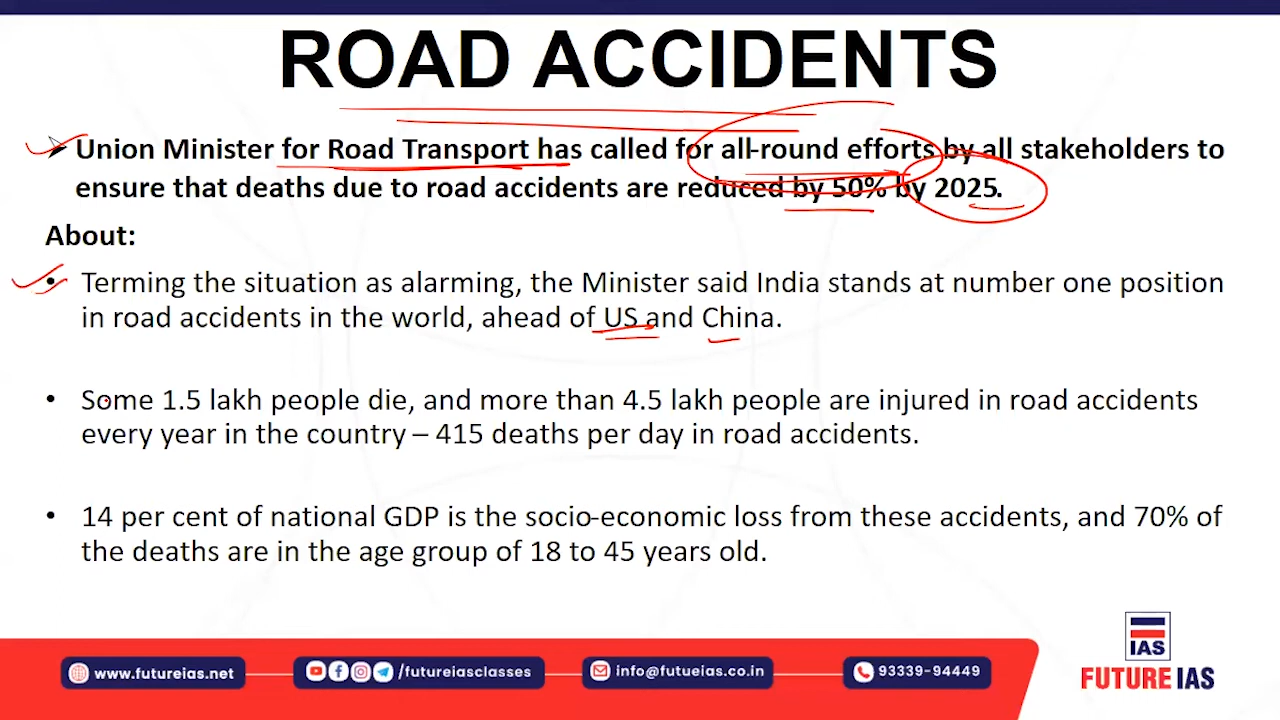 ROAD ACCIDENTS
➢ Union Minister for Road Transport has called for all-round efforts by all stakeholders to
ensure that deaths due to road accidents are reduced by 50% by 2025.
About:
• Terming the situation as alarming, the Minister said India stands at number one position
in road accidents in the world, ahead of US and China.
• Some 1.5 lakh people die, and more than 4.5 lakh people are injured in road accidents
every year in the country – 415 deaths per day in road accidents.
• 14 per cent of national GDP is the socio-economic loss from these accidents, and 70% of
the deaths are in the age group of 18 to 45 years old.
www.futureias.net
/futureiasclasses
info@futueias.co.in
93339-94449
IAS
FUTURE IAS